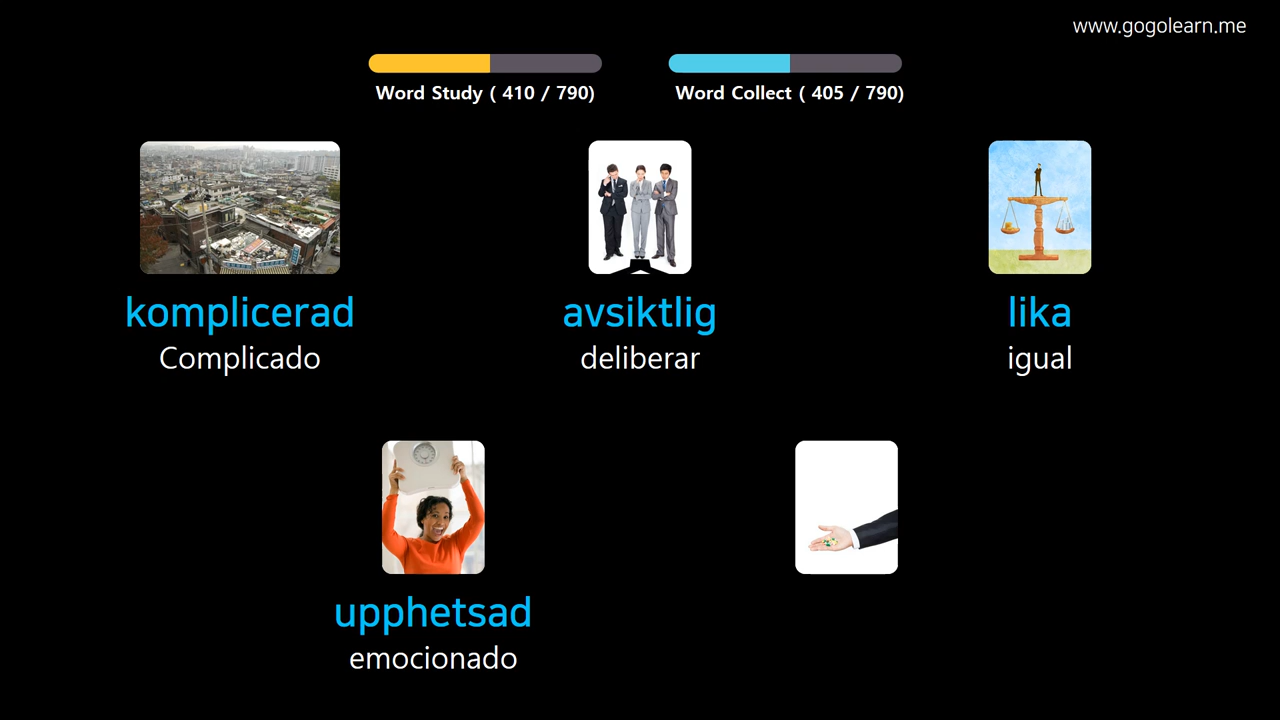 www.gogolearn.me
Word Study ( 410 / 790)
Word Collect ( 405 / 790)
komplicerad
Complicado
avsiktlig
deliberar
lika
igual
upphetsad
emocionado